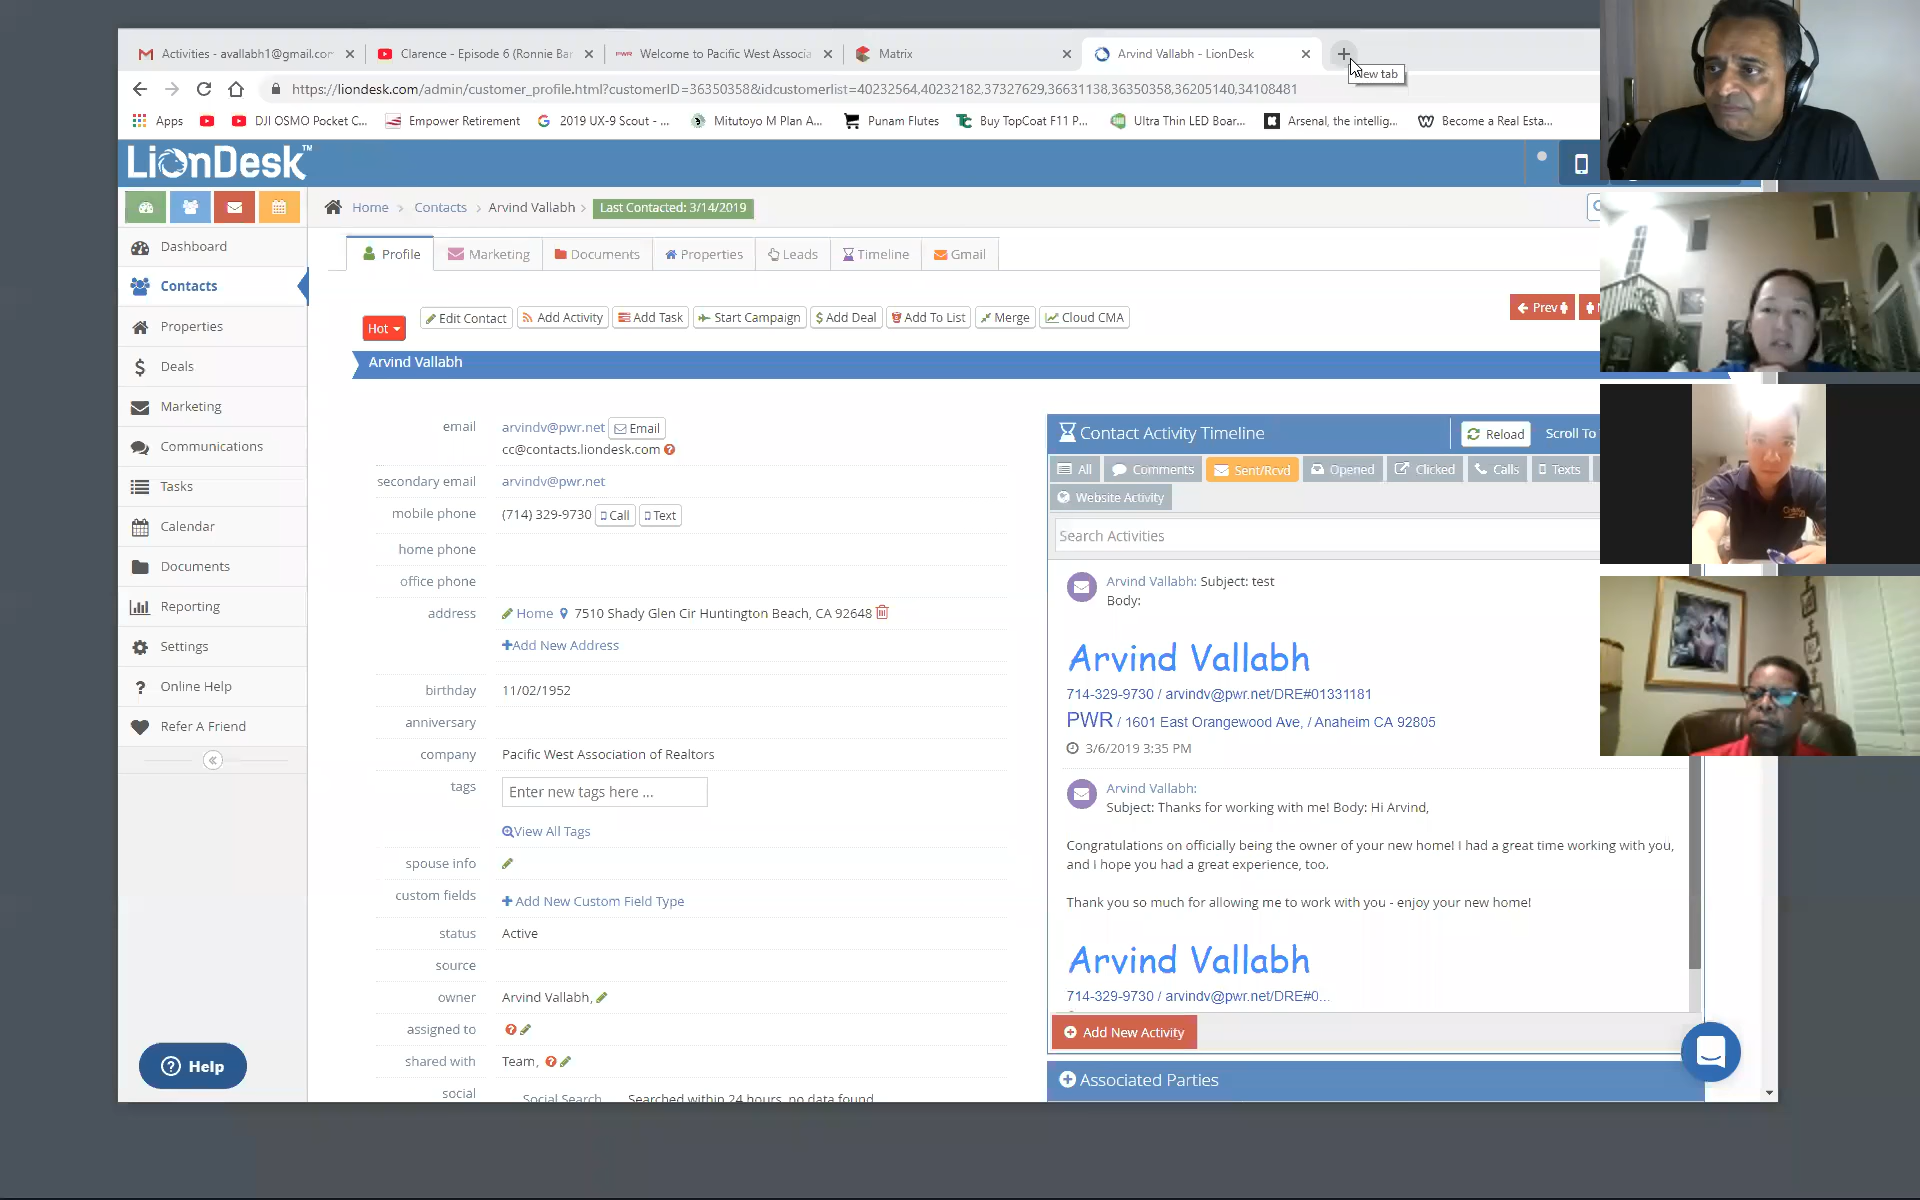 Activities - avallabh1@gmail.com
Clarence - Episode 6 (Ronnie Bar
PWR Welcome to Pacific West Associa
Matrix
Arvind Vallabh - LionDesk
New tab
https://liondesk.com/admin/customer_profile.html?customerID=36350358&idcustomerlist=40232564,40232182,37327629,36631138,36350358,36205140,34108481
Apps
DJI OSMO Pocket C...
Empower Retirement
2019 UX-9 Scout - ...
Mitutoyo M Plan A...
Punam Flutes
Buy TopCoat F11 P...
Ultra Thin LED Boar...
Arsenal, the intellig...
Become a Real Esta...
LionDesk™
Home > Contacts > Arvind Vallabh > Last Contacted: 3/14/2019
Dashboard
Contacts
Properties
Deals
Marketing
Communications
Tasks
Calendar
Documents
Reporting
Settings
Online Help
Refer A Friend
Help
Profile Marketing Documents Properties Leads Timeline Gmail
Prev
Hot Edit Contact Add Activity Add Task Start Campaign Add Deal Add To List Merge Cloud CMA
Arvind Vallabh
email arvindv@pwr.net Email
cc@contacts.liondesk.com
secondary email arvindv@pwr.net
mobile phone (714) 329-9730 Call Text
home phone
office phone
address Home 7510 Shady Glen Cir Huntington Beach, CA 92648
Add New Address
birthday 11/02/1952
anniversary
company Pacific West Association of Realtors
tags Enter new tags here ...
View All Tags
spouse info
custom fields Add New Custom Field Type
status Active
source
owner Arvind Vallabh,
assigned to
shared with Team,
social Social Search Searched within 24 hours, no data found
Contact Activity Timeline Reload Scroll To
All Comments Sent/Rcvd Opened Clicked Calls Texts
Website Activity
Search Activities
Arvind Vallabh: Subject: test
Body:
Arvind Vallabh
714-329-9730 / arvindv@pwr.net/DRE#01331181
PWR / 1601 East Orangewood Ave, / Anaheim CA 92805
3/6/2019 3:35 PM
Arvind Vallabh:
Subject: Thanks for working with me! Body: Hi Arvind,
Congratulations on officially being the owner of your new home! I had a great time working with you,
and I hope you had a great experience, too.
Thank you so much for allowing me to work with you - enjoy your new home!
Arvind Vallabh
714-329-9730 / arvindv@pwr.net/DRE#0...
Add New Activity
Associated Parties